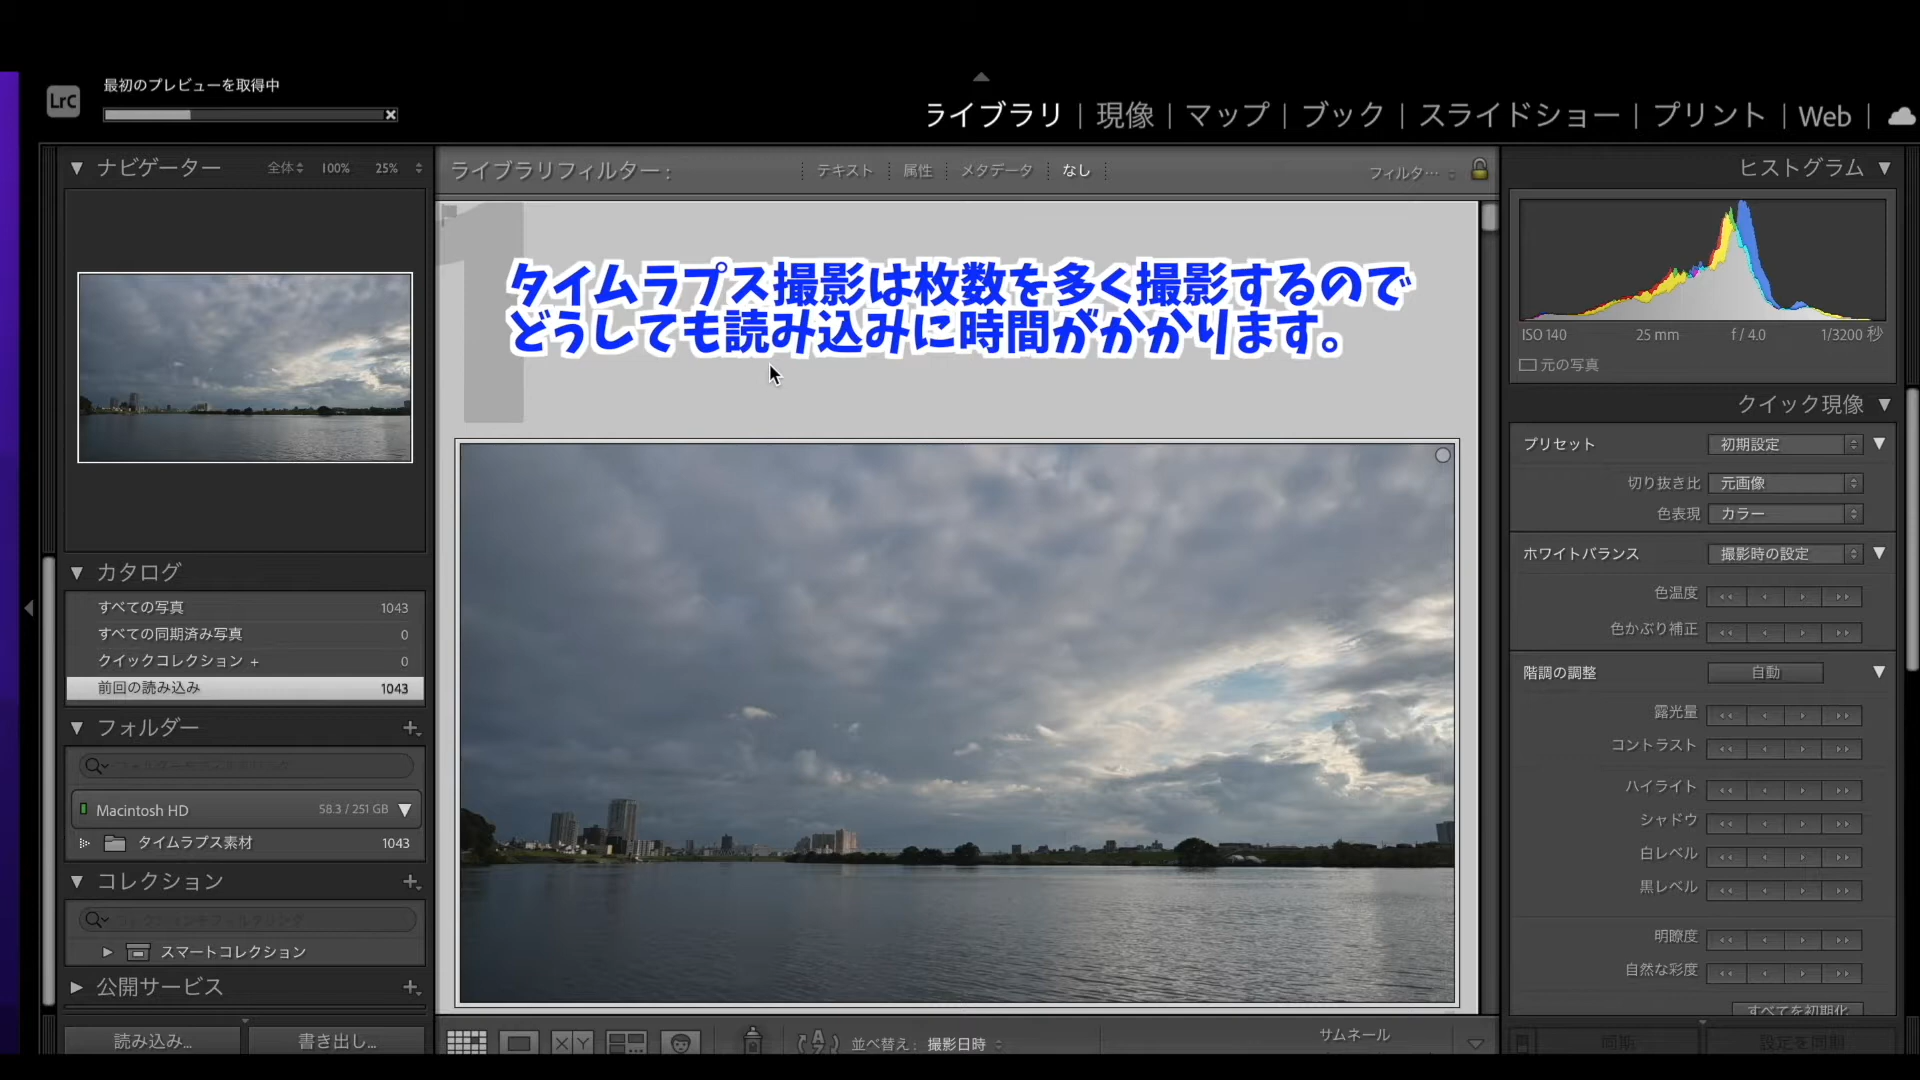 LrC
最初のプレビューを取得中
ライブラリ | 現像 | マップ | ブック | スライドショー | プリント | Web |
ナビゲーター 全体 100% 25%
ライブラリフィルター : テキスト 属性 メタデータ なし フィルタ…
ヒストグラム
1
タイムラプス撮影は枚数を多く撮影するので
どうしても読み込みに時間がかかります。
ISO 140 25 mm f / 4.0 1/3200 秒
元の写真
クイック現像
プリセット 初期設定
切り抜き比 元画像
色表現 カラー
ホワイトバランス 撮影時の設定
色温度
色かぶり補正
階調の調整 自動
露光量
コントラスト
ハイライト
シャドウ
白レベル
黒レベル
明瞭度
自然な彩度
すべてを初期化
同期 設定を同期
カタログ
すべての写真 1043
すべての同期済み写真 0
クイックコレクション + 0
前回の読み込み 1043
フォルダー
Macintosh HD 58.3 / 251 GB
タイムラプス素材 1043
コレクション
スマートコレクション
公開サービス
読み込み... 書き出し...
並べ替え : 撮影日時
サムネール